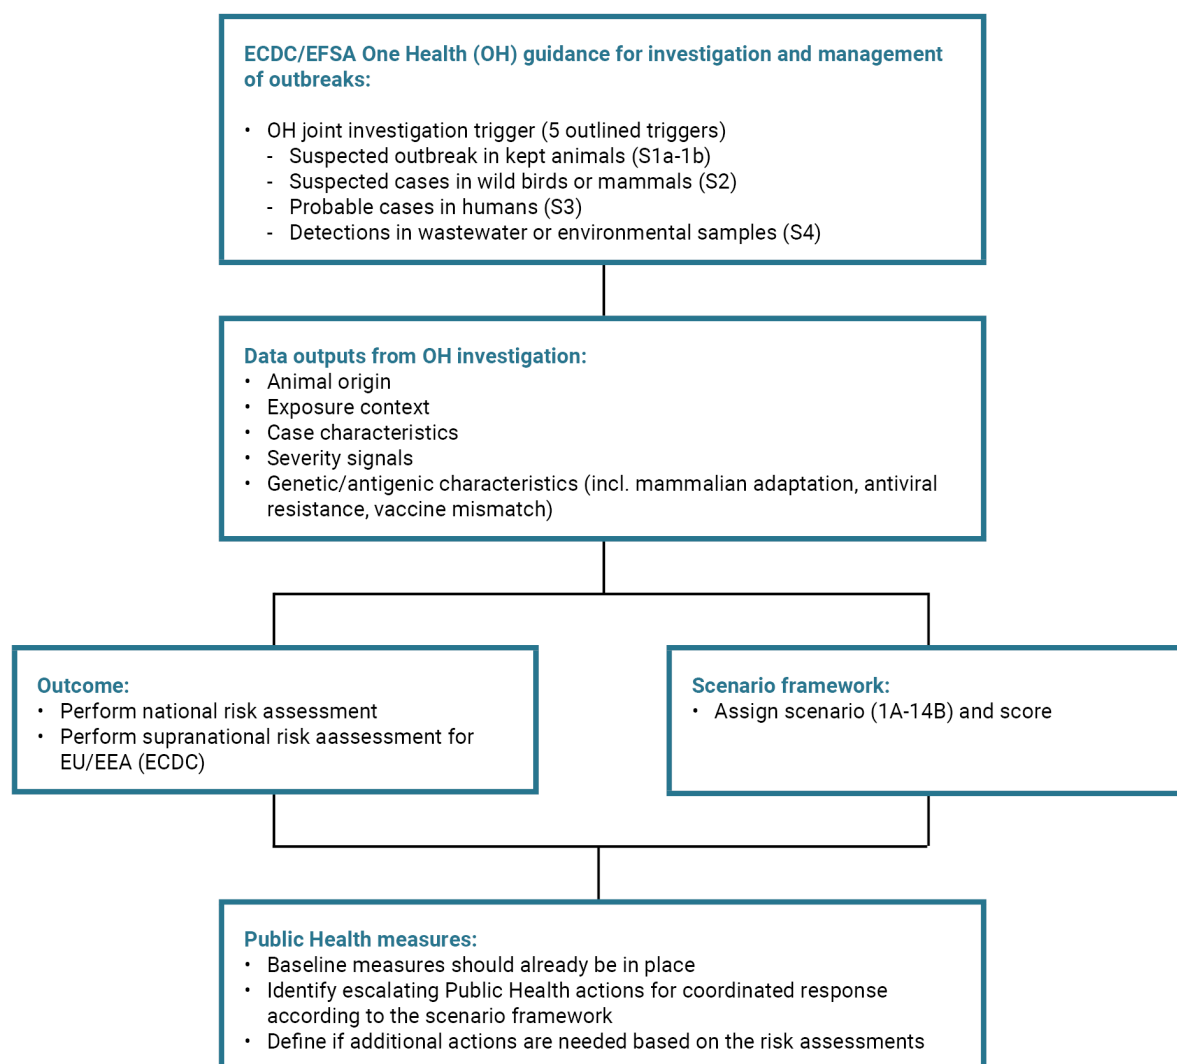 ECDC/EFSA One Health (OH) guidance for investigation and management
of outbreaks:
• OH joint investigation trigger (5 outlined triggers)
- Suspected outbreak in kept animals (S1a-1b)
- Suspected cases in wild birds or mammals (S2)
- Probable cases in humans (S3)
- Detections in wastewater or environmental samples (S4)
Data outputs from OH investigation:
• Animal origin
• Exposure context
• Case characteristics
• Severity signals
• Genetic/antigenic characteristics (incl. mammalian adaptation, antiviral
resistance, vaccine mismatch)
Outcome:
• Perform national risk assessment
• Perform supranational risk aassessment for
EU/EEA (ECDC)
Scenario framework:
• Assign scenario (1A-14B) and score
Public Health measures:
• Baseline measures should already be in place
• Identify escalating Public Health actions for coordinated response
according to the scenario framework
• Define if additional actions are needed based on the risk assessments